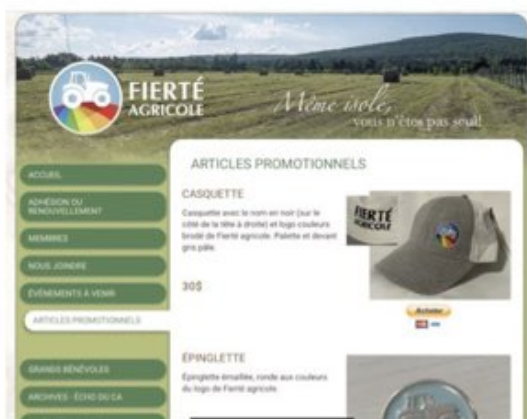 FIERTÉ
AGRICOLE
Même isolé,
vous n'êtes pas seul!
ACCUEIL
ADHÉSION OU
RENOUVELLEMENT
MEMBRES
NOUS JOINDRE
ÉVÉNEMENTS À VENIR
ARTICLES PROMOTIONNELS
GRANDS BÉNÉVOLES
ARCHIVES - ÉCHO DU CA
ARTICLES PROMOTIONNELS
CASQUETTE
Casquette avec le nom en noir (sur le
côté de la tête à droite) et logo couleurs
brodé de Fierté agricole. Palette et devant
gris pâle.
30$
FIERTÉ
AGRICOLE
Acheter
ÉPINGLETTE
Épinglette émaillée, ronde aux couleurs
du logo de Fierté agricole.